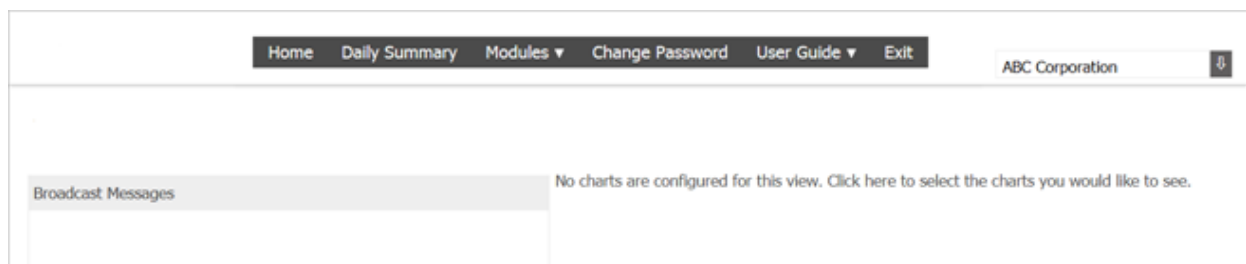 Home Daily Summary Modules ▼ Change Password User Guide ▼ Exit
ABC Corporation ⇩
Broadcast Messages
No charts are configured for this view. Click here to select the charts you would like to see.